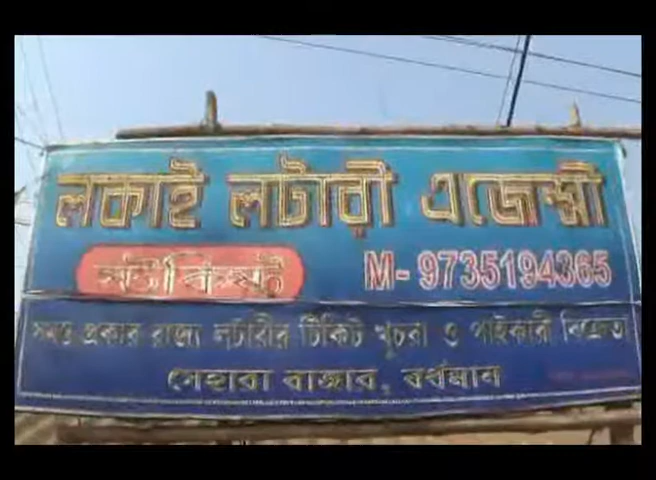 লকাই লটারী এজেন্সী
M- 9735194365
সমস্ত প্রকার রাজ্য লটারীর টিকিট খুচরা ও পাইকারী বিক্রেতা
বাজার, বর্ধমান